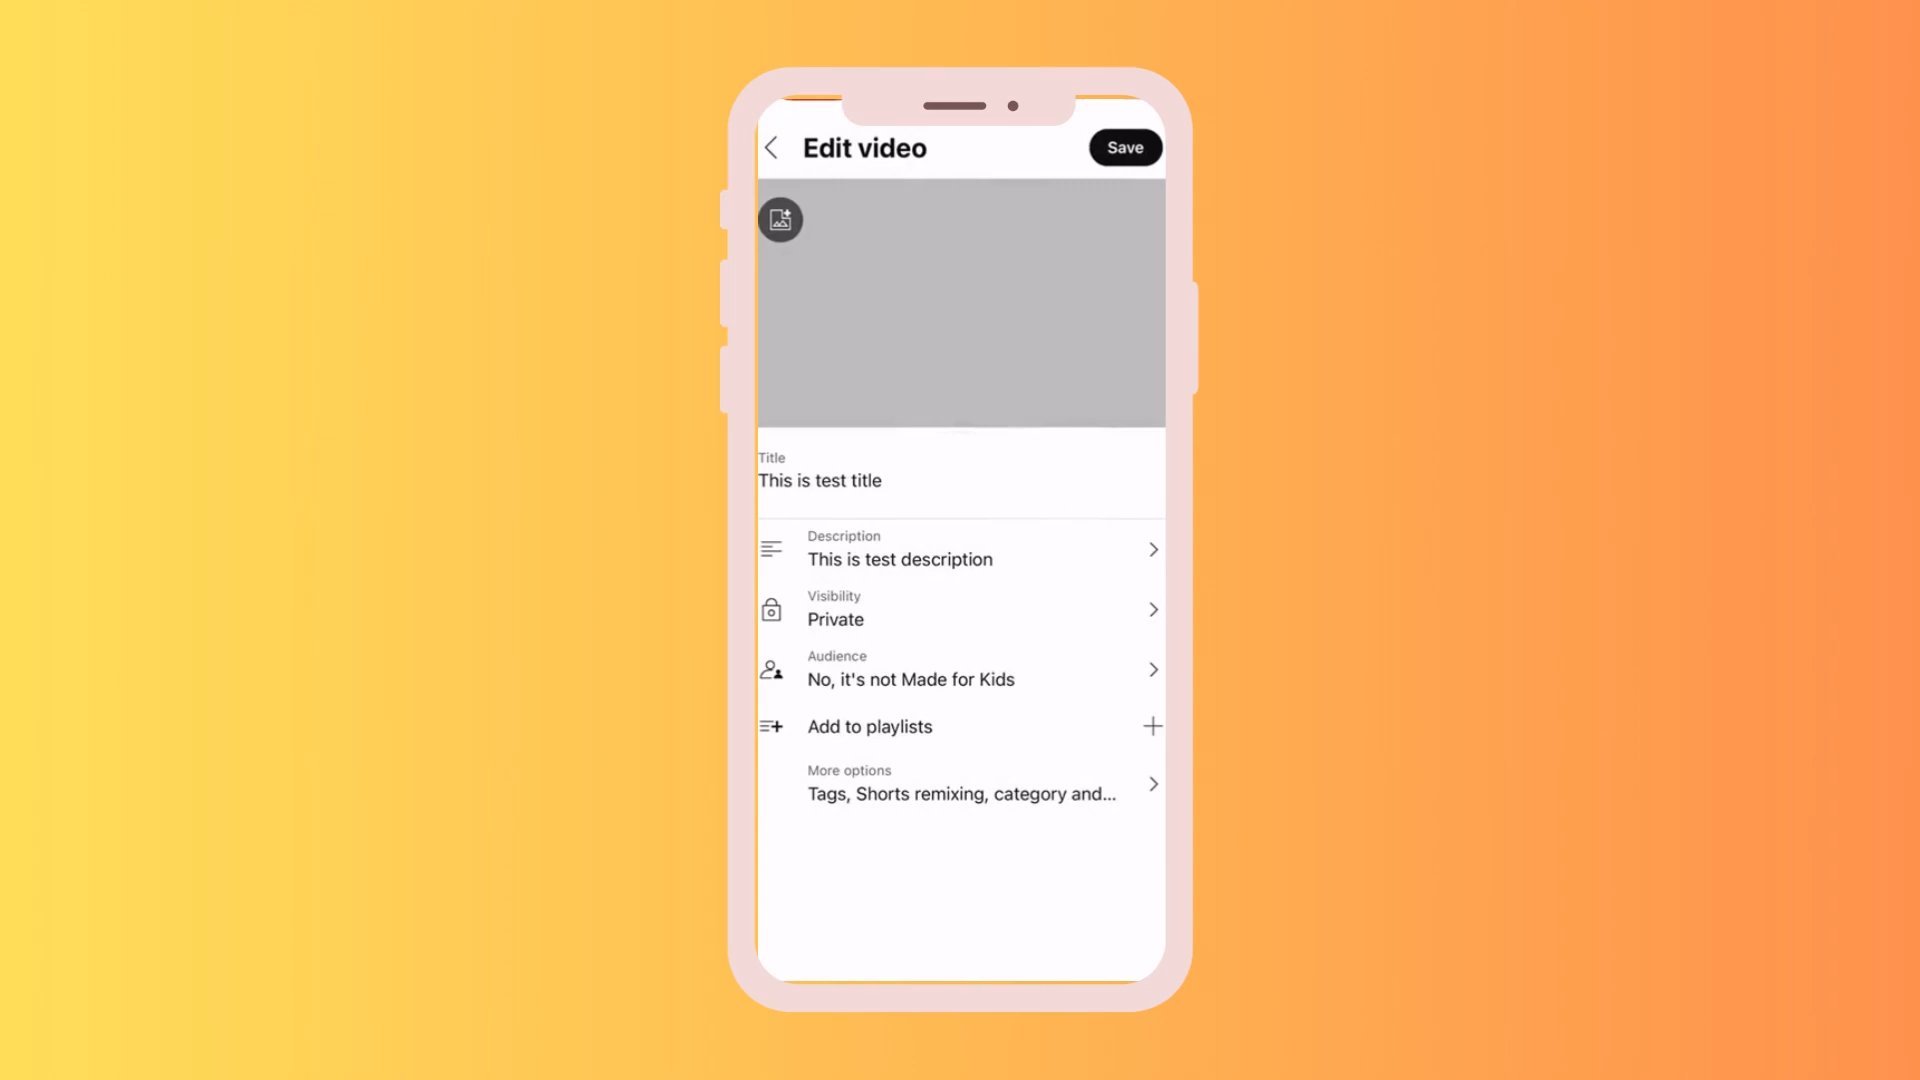 Edit video
Save
Title
This is test title
Description
This is test description
Visibility
Private
Audience
No, it's not Made for Kids
Add to playlists
More options
Tags, Shorts remixing, category and...